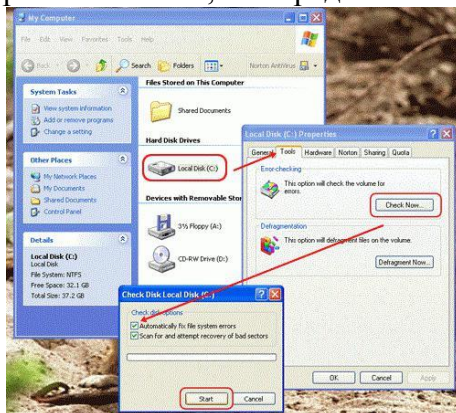 My Computer
File Edit View Favorites Tools Help
Back Search Folders Norton AntiVirus
System Tasks
View system information
Add or remove programs
Change a setting
Other Places
My Network Places
My Documents
Shared Documents
Control Panel
Details
Local Disk (C:)
Local Disk
File System: NTFS
Free Space: 32.1 GB
Total Size: 37.2 GB
Files Stored on This Computer
Shared Documents
Hard Disk Drives
Local Disk (C:)
Devices with Removable Stor
3½ Floppy (A:)
CD-RW Drive (D:)
Local Disk (C:) Properties
General Tools Hardware Norton Sharing Quota
Error-checking
This option will check the volume for
errors.
Check Now...
Defragmentation
This option will defragment files on the volume.
Defragment Now...
OK Cancel Apply
Check Disk Local Disk (C:)
Check disk options
Automatically fix file system errors
Scan for and attempt recovery of bad sectors
Start Cancel